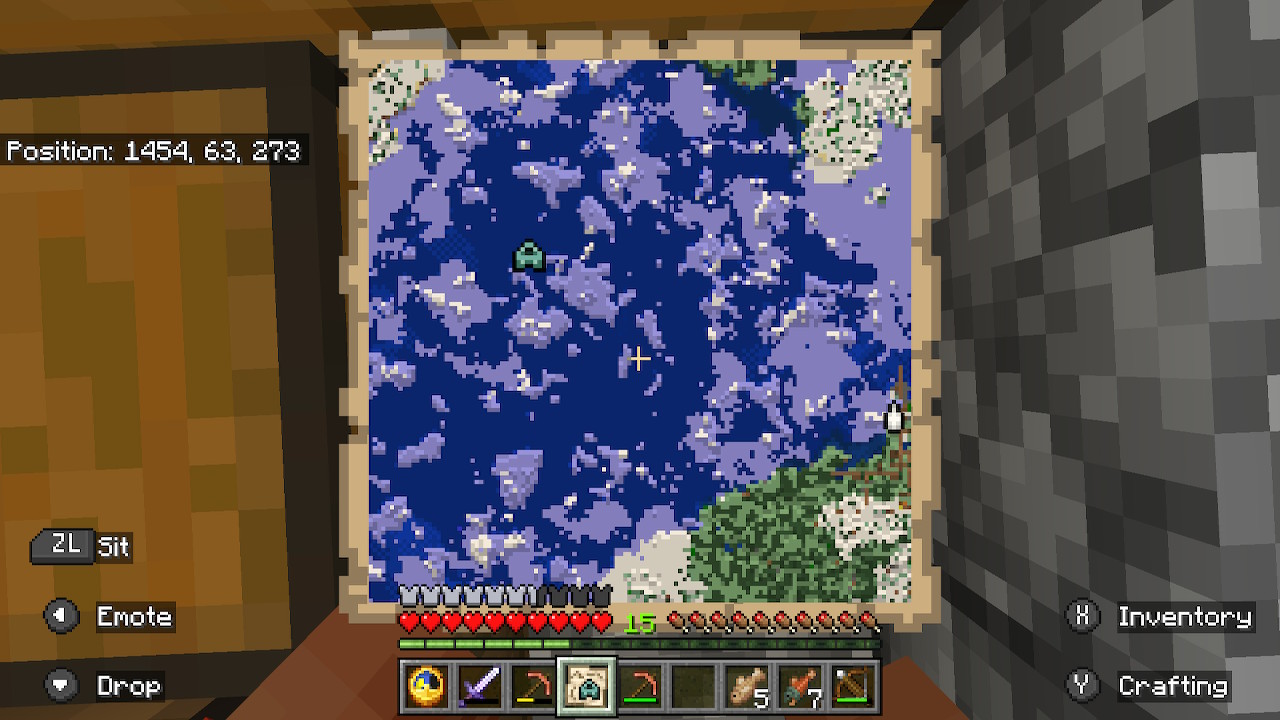 Position: 1454, 63, 273
ZL Sit
Emote
Drop
X Inventory
Y Crafting
15
5
7